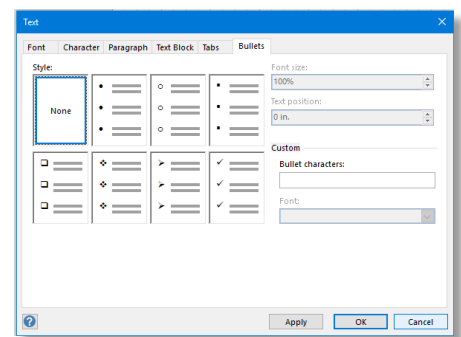 Text
Font Character Paragraph Text Block Tabs Bullets
Style:
None
Font size:
100%
Text position:
0 in.
Custom
Bullet characters:
Font:
Apply OK Cancel